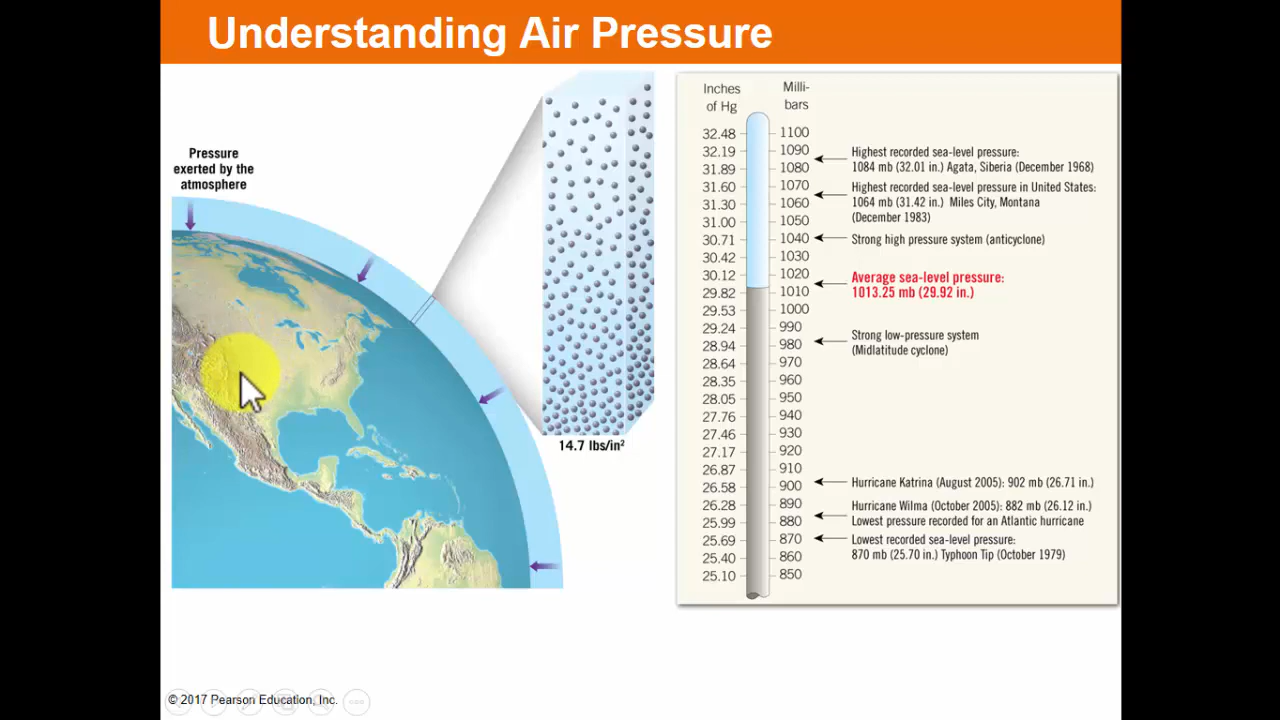 Understanding Air Pressure
Pressure
exerted by the
atmosphere
14.7 lbs/in²
Inches
of Hg
Milli-
bars
32.48 1100
32.19 1090
31.89 1080
31.60 1070
31.30 1060
31.00 1050
30.71 1040
30.42 1030
30.12 1020
29.82 1010
29.53 1000
29.24 990
28.94 980
28.64 970
28.35 960
28.05 950
27.76 940
27.46 930
27.17 920
26.87 910
26.58 900
26.28 890
25.99 880
25.69 870
25.40 860
25.10 850
Highest recorded sea-level pressure:
1084 mb (32.01 in.) Agata, Siberia (December 1968)
Highest recorded sea-level pressure in United States:
1064 mb (31.42 in.) Miles City, Montana
(December 1983)
Strong high pressure system (anticyclone)
Average sea-level pressure:
1013.25 mb (29.92 in.)
Strong low-pressure system
(Midlatitude cyclone)
Hurricane Katrina (August 2005): 902 mb (26.71 in.)
Hurricane Wilma (October 2005): 882 mb (26.12 in.)
Lowest pressure recorded for an Atlantic hurricane
Lowest recorded sea-level pressure:
870 mb (25.70 in.) Typhoon Tip (October 1979)
© 2017 Pearson Education, Inc.